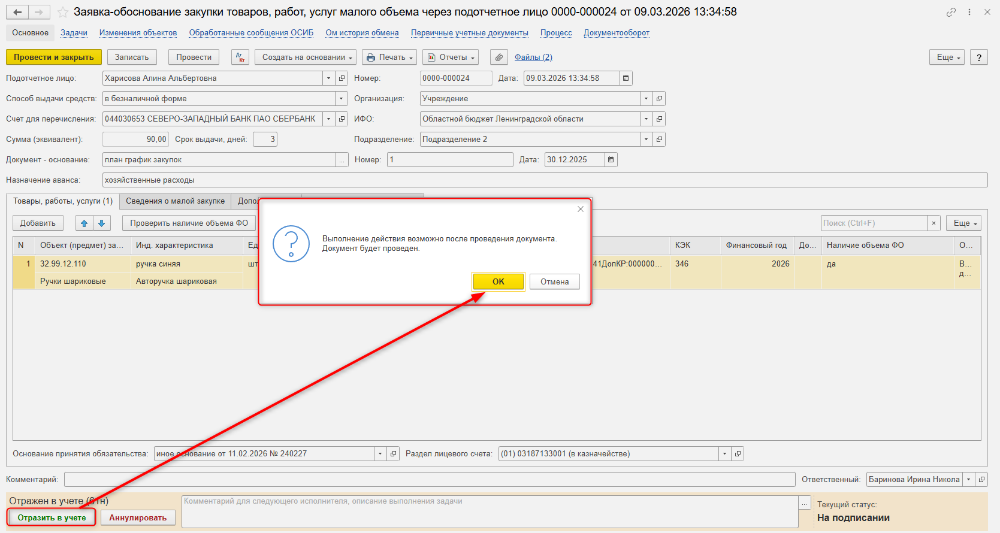 Заявка-обоснование закупки товаров, работ, услуг малого объема через подотчетное лицо 0000-000024 от 09.03.2026 13:34:58
Основное Задачи Изменения объектов Обработанные сообщения ОСИБ Ом история обмена Первичные учетные документы Процесс Документооборот
Провести и закрыть Записать Провести Дт Кт Создать на основании Печать Отчеты Файлы (2) Еще ?
Подотчетное лицо: Харисова Алина Альбертовна Номер: 0000-000024 Дата: 09.03.2026 13:34:58
Способ выдачи средств: в безналичной форме Организация: Учреждение
Счет для перечисления: 044030653 СЕВЕРО-ЗАПАДНЫЙ БАНК ПАО СБЕРБАНК ИФО: Областной бюджет Ленинградской области
Сумма (эквивалент): 90,00 Срок выдачи, дней: 3 Подразделение: Подразделение 2
Документ - основание: план график закупок ... Номер: 1 Дата: 30.12.2025
Назначение аванса: хозяйственные расходы
Товары, работы, услуги (1) Сведения о малой закупке Допол
Добавить Проверить наличие объема ФО Поиск (Ctrl+F) × Еще
N Объект (предмет) за... Инд. характеристика Ед КЭК Финансовый год До... Наличие объема ФО О...
1 32.99.12.110 ручка синяя шт 41ДопКР:000000... 346 2026 да В...
д...
Ручки шариковые Авторучка шариковая
Выполнение действия возможно после проведения документа.
Документ будет проведен.
ОК Отмена
Основание принятия обязательства: иное основание от 11.02.2026 № 240227 Раздел лицевого счета: (01) 03187133001 (в казначействе)
Комментарий: Ответственный: Баринова Ирина Никола
Отражен в учете (61н)
Комментарий для следующего исполнителя, описание выполнения задачи ...
Отразить в учете Аннулировать
Текущий статус:
На подписании